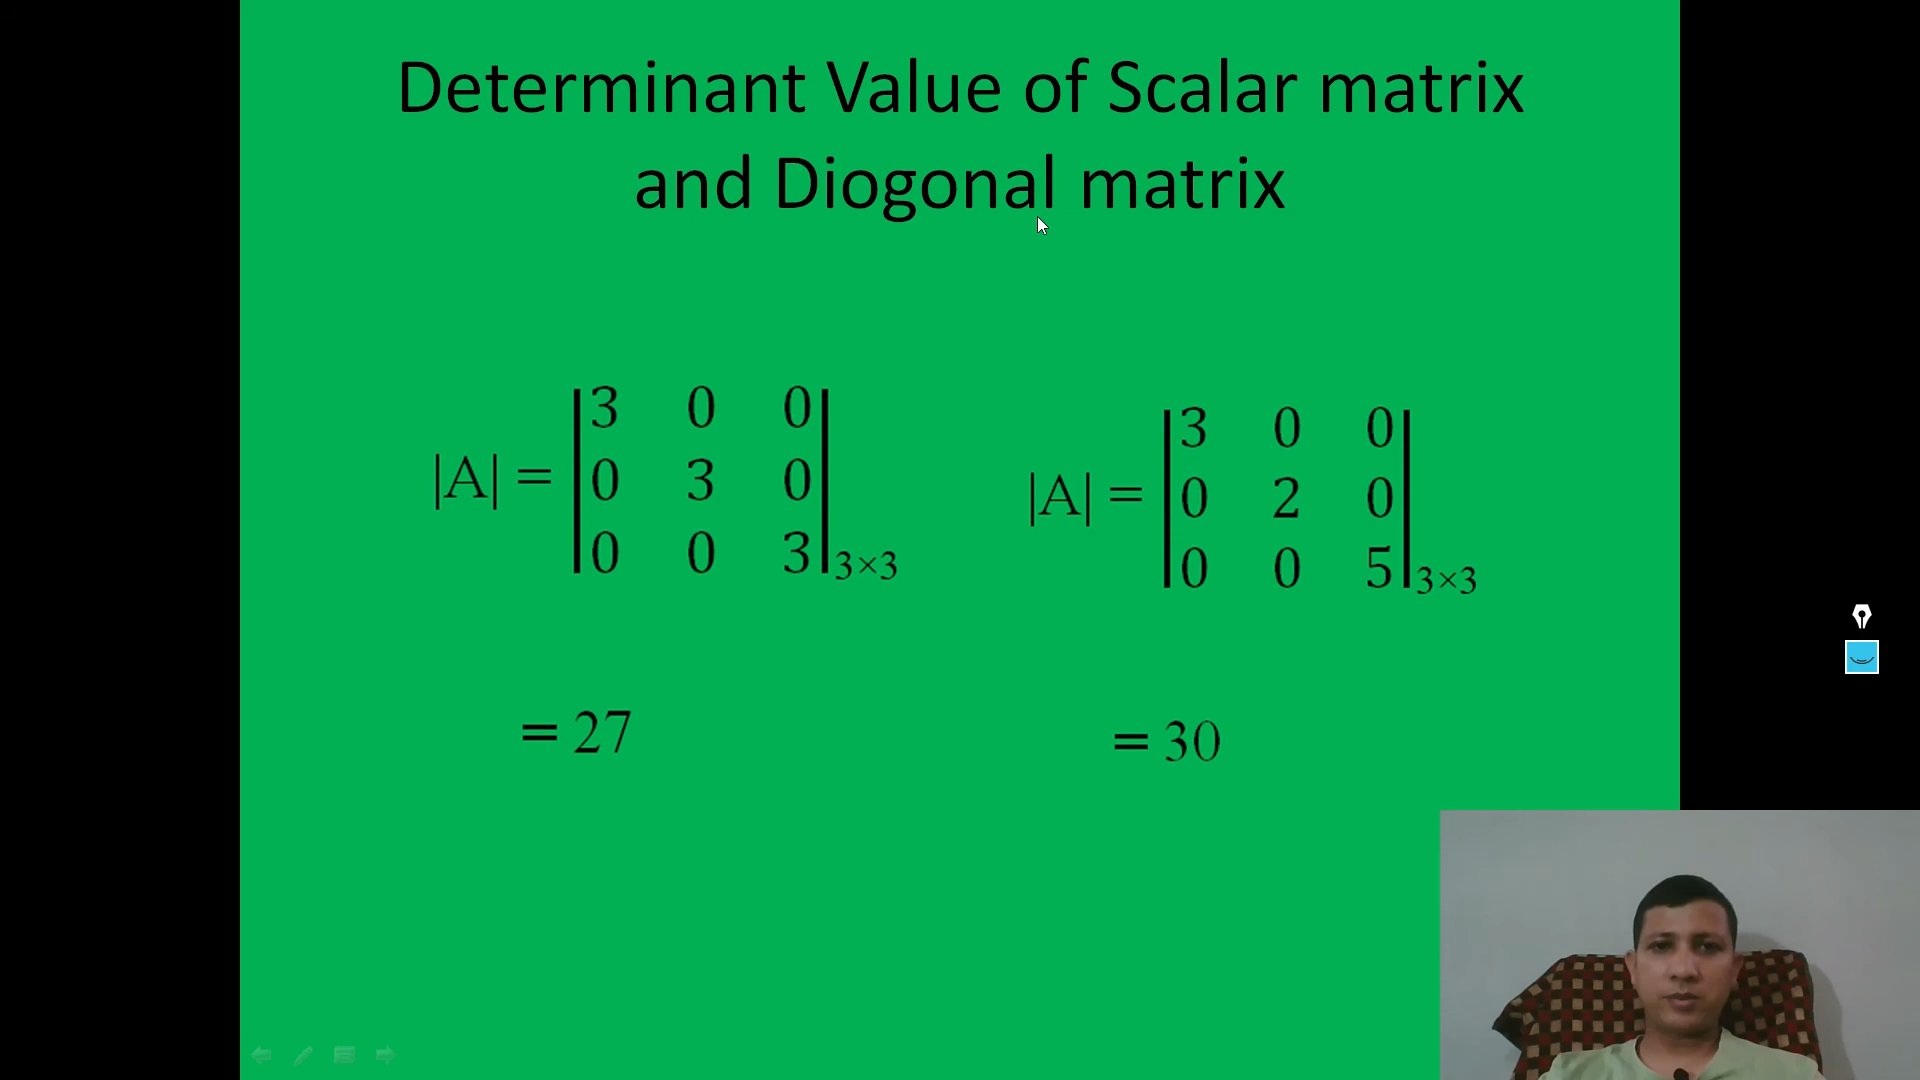 Determinant Value of Scalar matrix
and Diogonal matrix
|A| = |3 0 0|
|0 3 0|
|0 0 3| 3×3
= 27
|A| = |3 0 0|
|0 2 0|
|0 0 5| 3×3
= 30